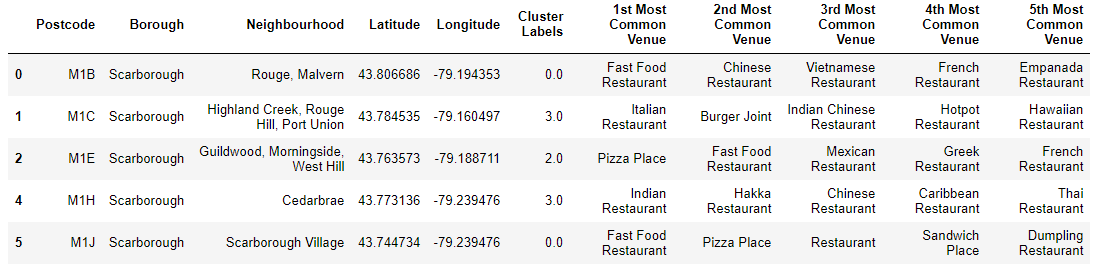 Postcode Borough Neighbourhood Latitude Longitude Cluster Labels 1st Most Common Venue 2nd Most Common Venue 3rd Most Common Venue 4th Most Common Venue 5th Most Common Venue
0 M1B Scarborough Rouge, Malvern 43.806686 -79.194353 0.0 Fast Food Restaurant Chinese Restaurant Vietnamese Restaurant French Restaurant Empanada Restaurant
1 M1C Scarborough Highland Creek, Rouge Hill, Port Union 43.784535 -79.160497 3.0 Italian Restaurant Burger Joint Indian Chinese Restaurant Hotpot Restaurant Hawaiian Restaurant
2 M1E Scarborough Guildwood, Morningside, West Hill 43.763573 -79.188711 2.0 Pizza Place Fast Food Restaurant Mexican Restaurant Greek Restaurant French Restaurant
4 M1H Scarborough Cedarbrae 43.773136 -79.239476 3.0 Indian Restaurant Hakka Restaurant Chinese Restaurant Caribbean Restaurant Thai Restaurant
5 M1J Scarborough Scarborough Village 43.744734 -79.239476 0.0 Fast Food Restaurant Pizza Place Restaurant Sandwich Place Dumpling Restaurant